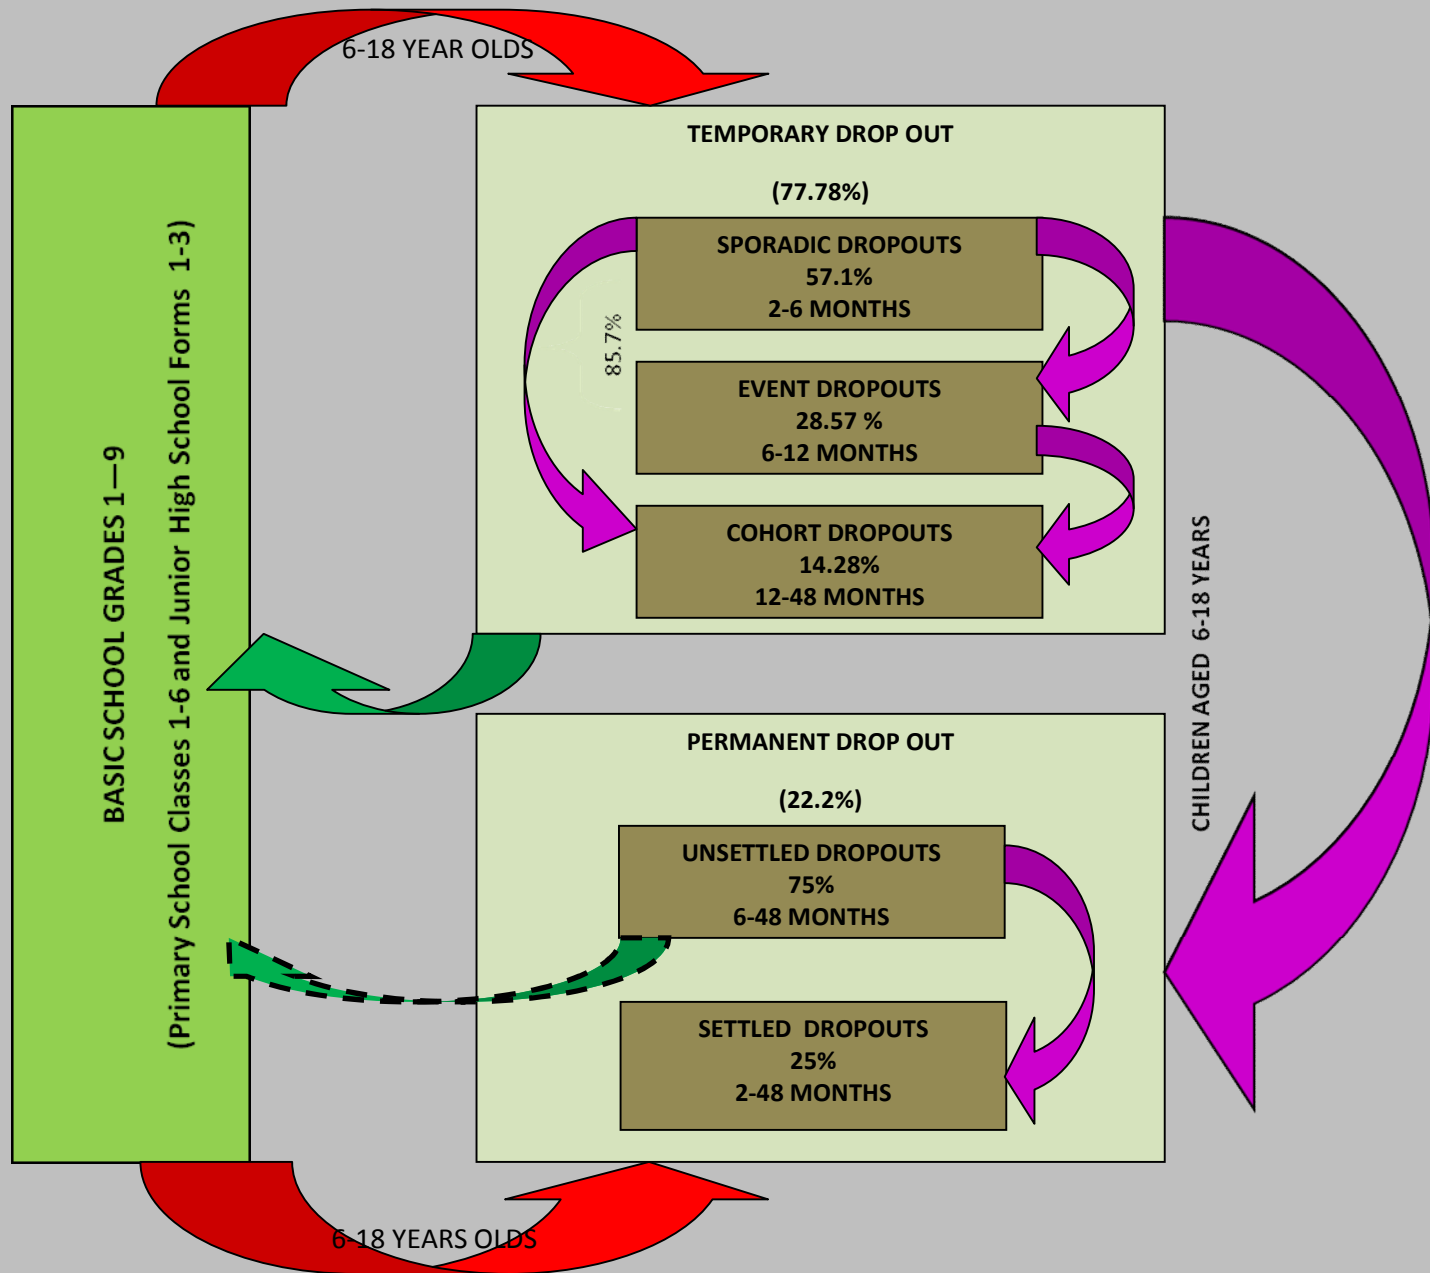 6-18 YEAR OLDS
BASIC SCHOOL GRADES 1—9
(Primary School Classes 1-6 and Junior High School Forms 1-3)
TEMPORARY DROP OUT
(77.78%)
SPORADIC DROPOUTS
57.1%
2-6 MONTHS
85.7%
EVENT DROPOUTS
28.57 %
6-12 MONTHS
COHORT DROPOUTS
14.28%
12-48 MONTHS
CHILDREN AGED 6-18 YEARS
PERMANENT DROP OUT
(22.2%)
UNSETTLED DROPOUTS
75%
6-48 MONTHS
SETTLED DROPOUTS
25%
2-48 MONTHS
6-18 YEARS OLDS